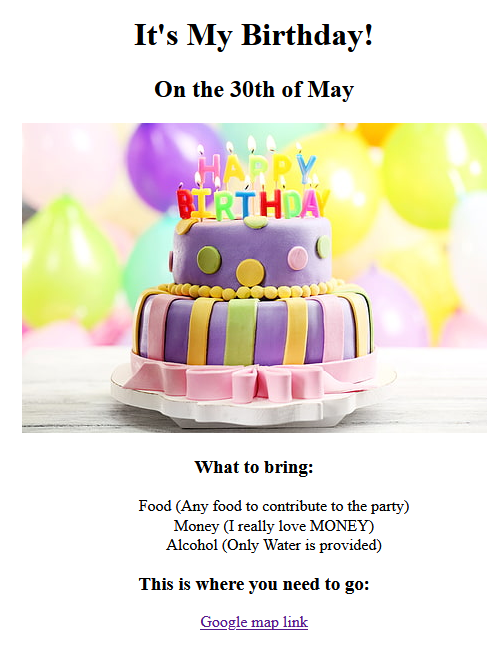 It's My Birthday!
On the 30th of May
HAPPY
BIRTHDAY
What to bring:
Food (Any food to contribute to the party)
Money (I really love MONEY)
Alcohol (Only Water is provided)
This is where you need to go:
Google map link